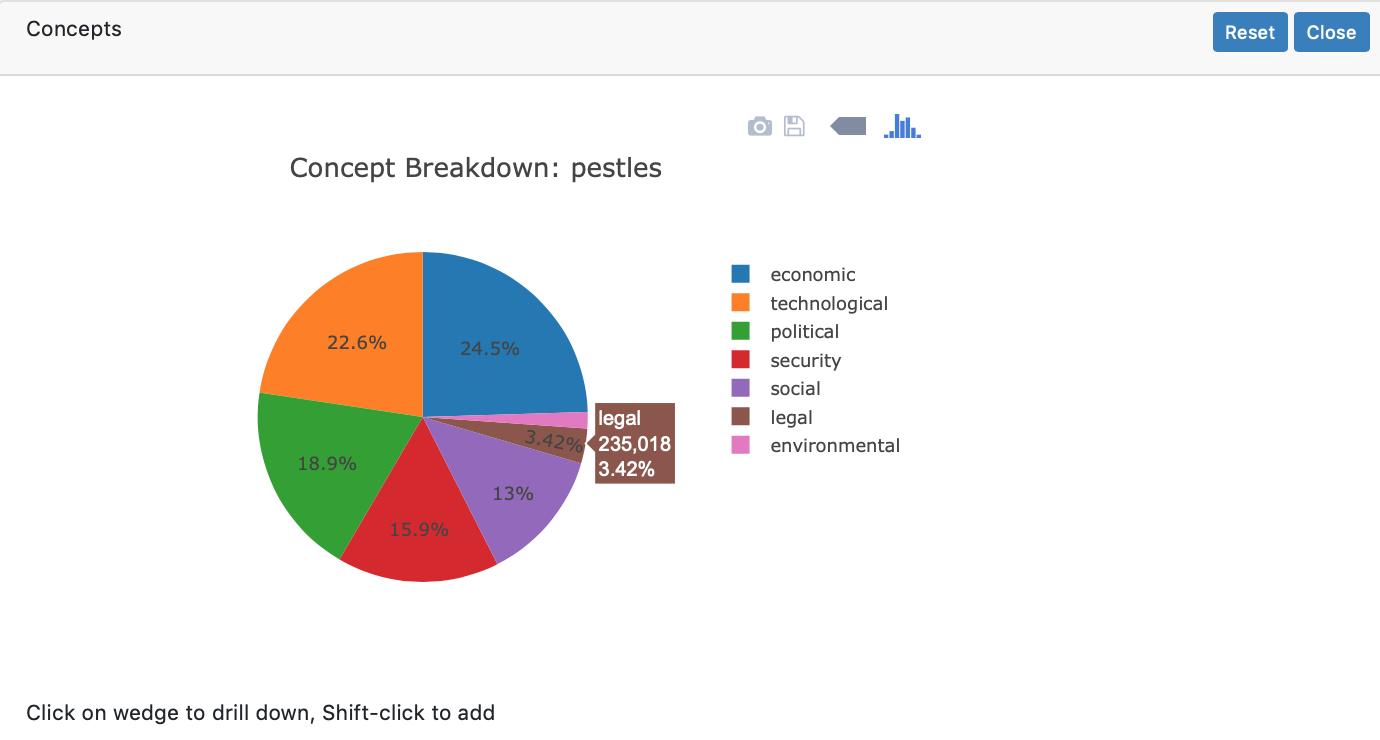 Concepts
Reset Close
Concept Breakdown: pestles
22.6%
24.5%
18.9%
15.9%
13%
3.42%
legal
235,018
3.42%
economic
technological
political
security
social
legal
environmental
Click on wedge to drill down, Shift-click to add